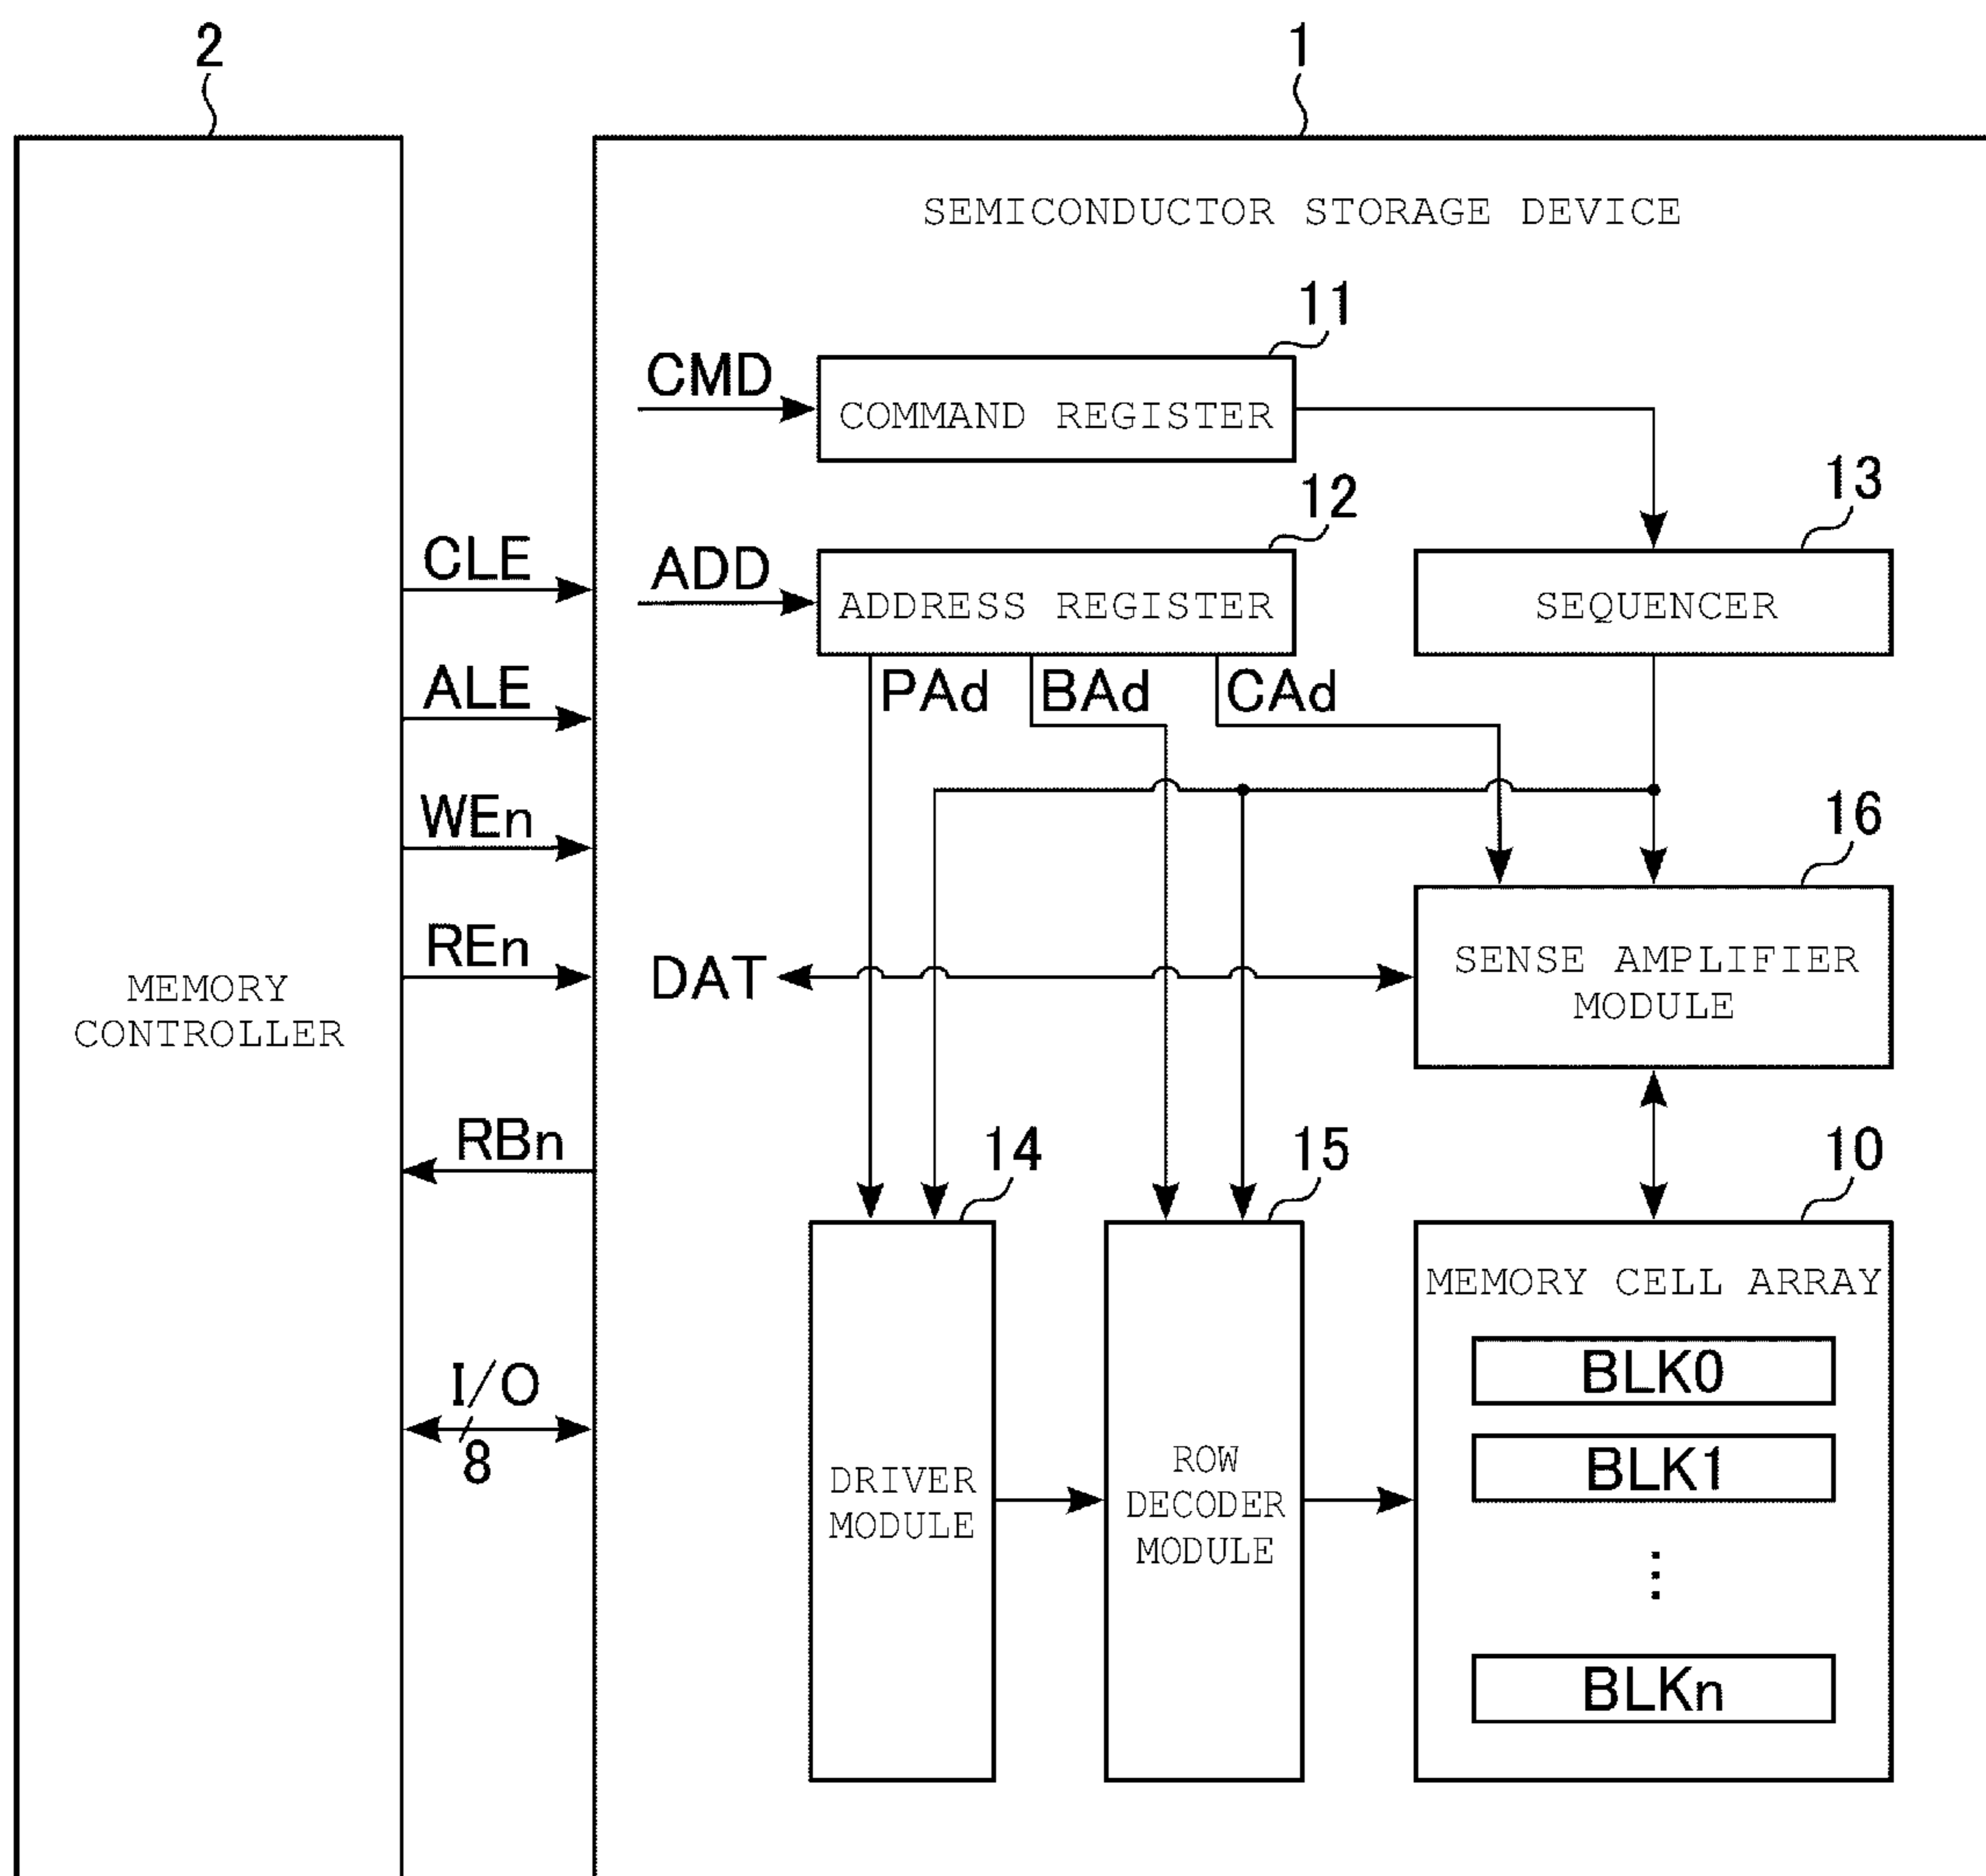 2
1
SEMICONDUCTOR STORAGE DEVICE
11
CMD
COMMAND REGISTER
12
13
CLE
ADD
ADDRESS REGISTER
SEQUENCER
ALE
PAd
BAd
CAd
WEn
16
REn
DAT
SENSE AMPLIFIER
MODULE
MEMORY
CONTROLLER
RBn
14
15
10
MEMORY CELL ARRAY
I/O
8
BLK0
BLK1
DRIVER
MODULE
ROW
DECODER
MODULE
⋮
BLKn